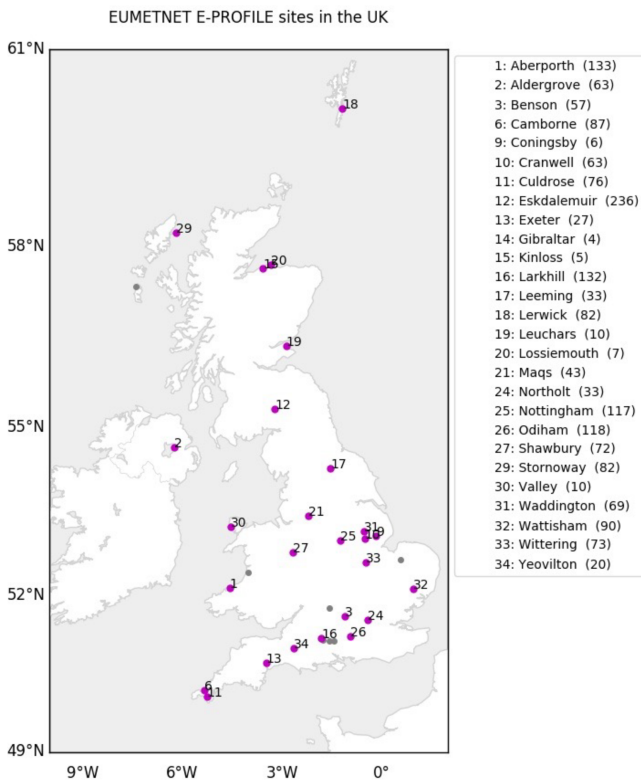 EUMETNET E-PROFILE sites in the UK
61°N
58°N
55°N
52°N
49°N
9°W
6°W
3°W
0°
18
29
20
15
19
12
2
17
21
30
31
9
10
25
27
33
1
32
3
24
16
26
34
13
6
11
1: Aberporth (133)
2: Aldergrove (63)
3: Benson (57)
6: Camborne (87)
9: Coningsby (6)
10: Cranwell (63)
11: Culdrose (76)
12: Eskdalemuir (236)
13: Exeter (27)
14: Gibraltar (4)
15: Kinloss (5)
16: Larkhill (132)
17: Leeming (33)
18: Lerwick (82)
19: Leuchars (10)
20: Lossiemouth (7)
21: Maqs (43)
24: Northolt (33)
25: Nottingham (117)
26: Odiham (118)
27: Shawbury (72)
29: Stornoway (82)
30: Valley (10)
31: Waddington (69)
32: Wattisham (90)
33: Wittering (73)
34: Yeovilton (20)